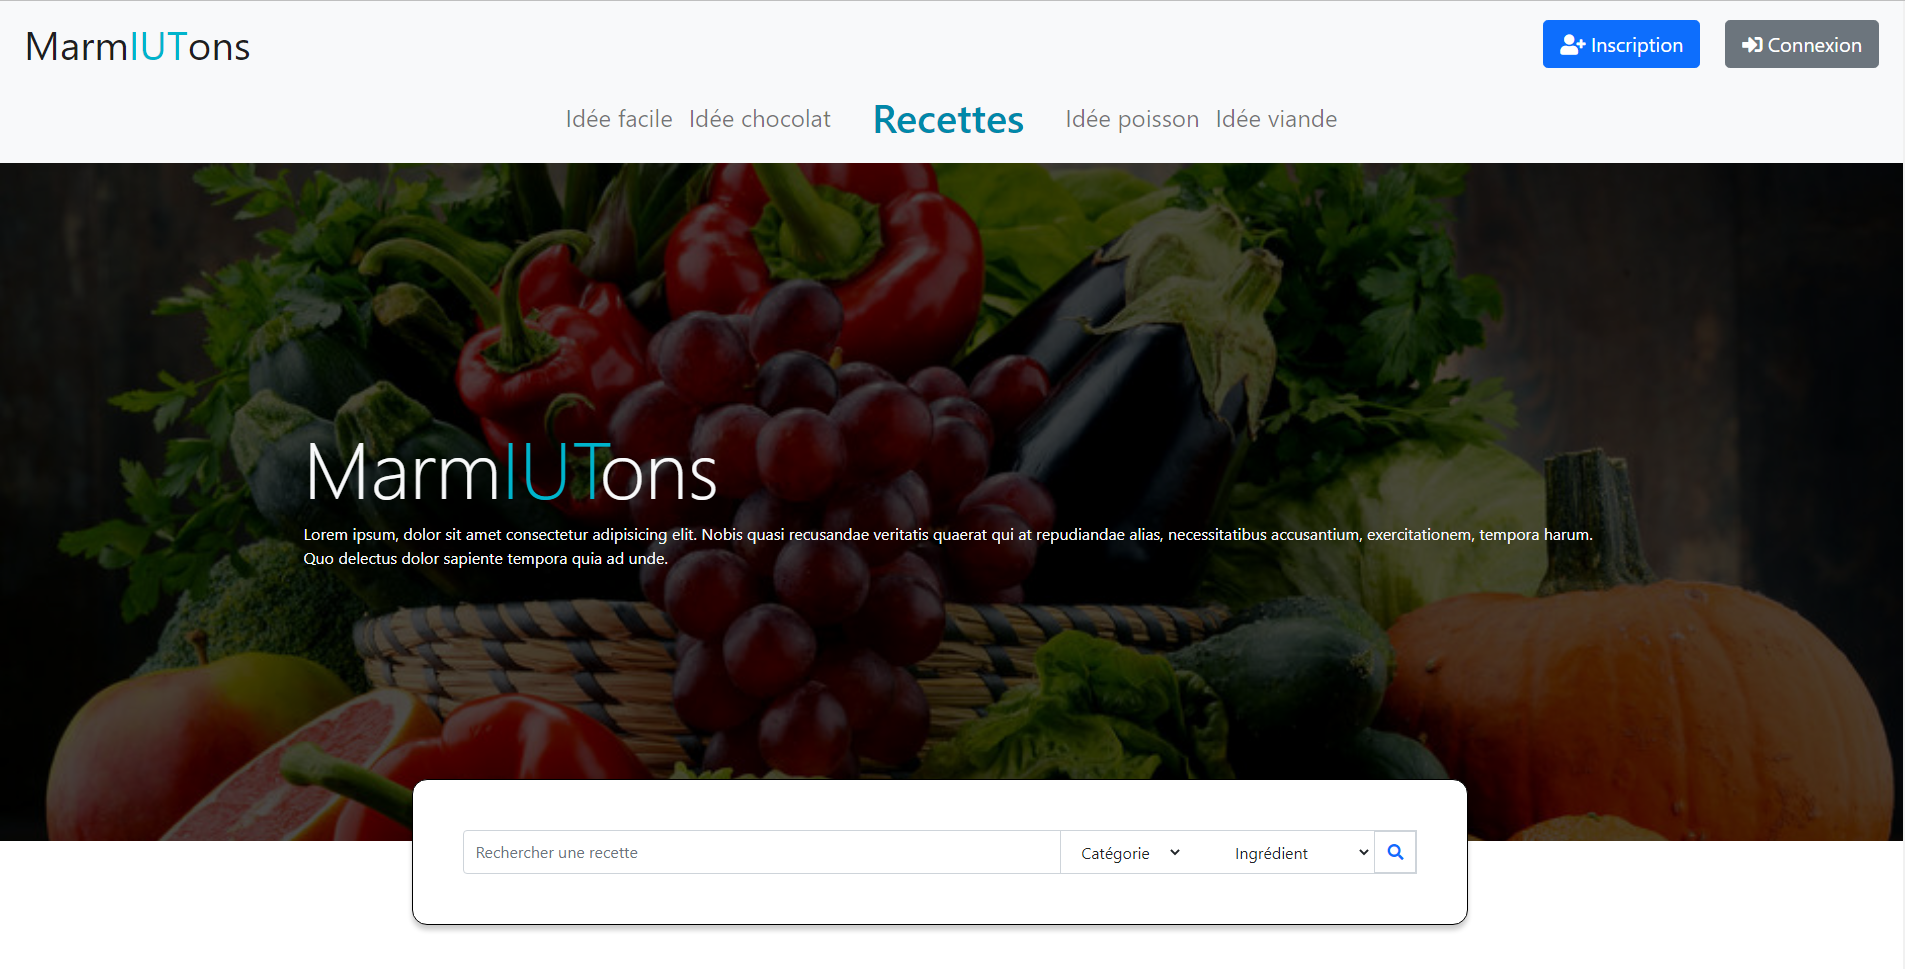 MarmIUTons
Inscription
Connexion
Idée facile
Idée chocolat
Recettes
Idée poisson
Idée viande
MarmIUTons
Lorem ipsum, dolor sit amet consectetur adipisicing elit. Nobis quasi recusandae veritatis quaerat qui at repudiandae alias, necessitatibus accusantium, exercitationem, tempora harum.
Quo delectus dolor sapiente tempora quia ad unde.
Rechercher une recette
Catégorie
Ingrédient